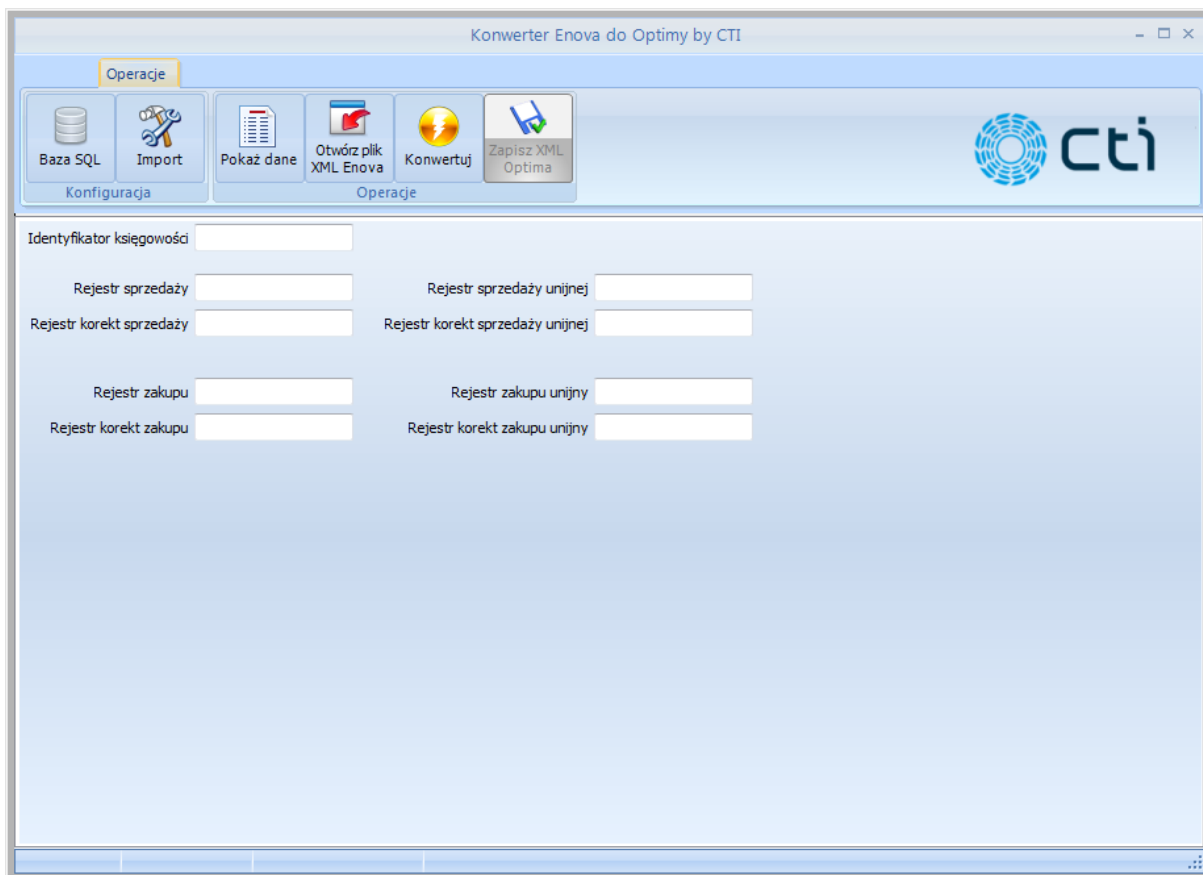 Konwerter Enova do Optimy by CTI
Operacje
Baza SQL
Import
Pokaż dane
Otwórz plik
XML Enova
Konwertuj
Zapisz XML
Optima
Konfiguracja
Operacje
cti
Identyfikator księgowości
Rejestr sprzedaży
Rejestr sprzedaży unijnej
Rejestr korekt sprzedaży
Rejestr korekt sprzedaży unijnej
Rejestr zakupu
Rejestr zakupu unijny
Rejestr korekt zakupu
Rejestr korekt zakupu unijny